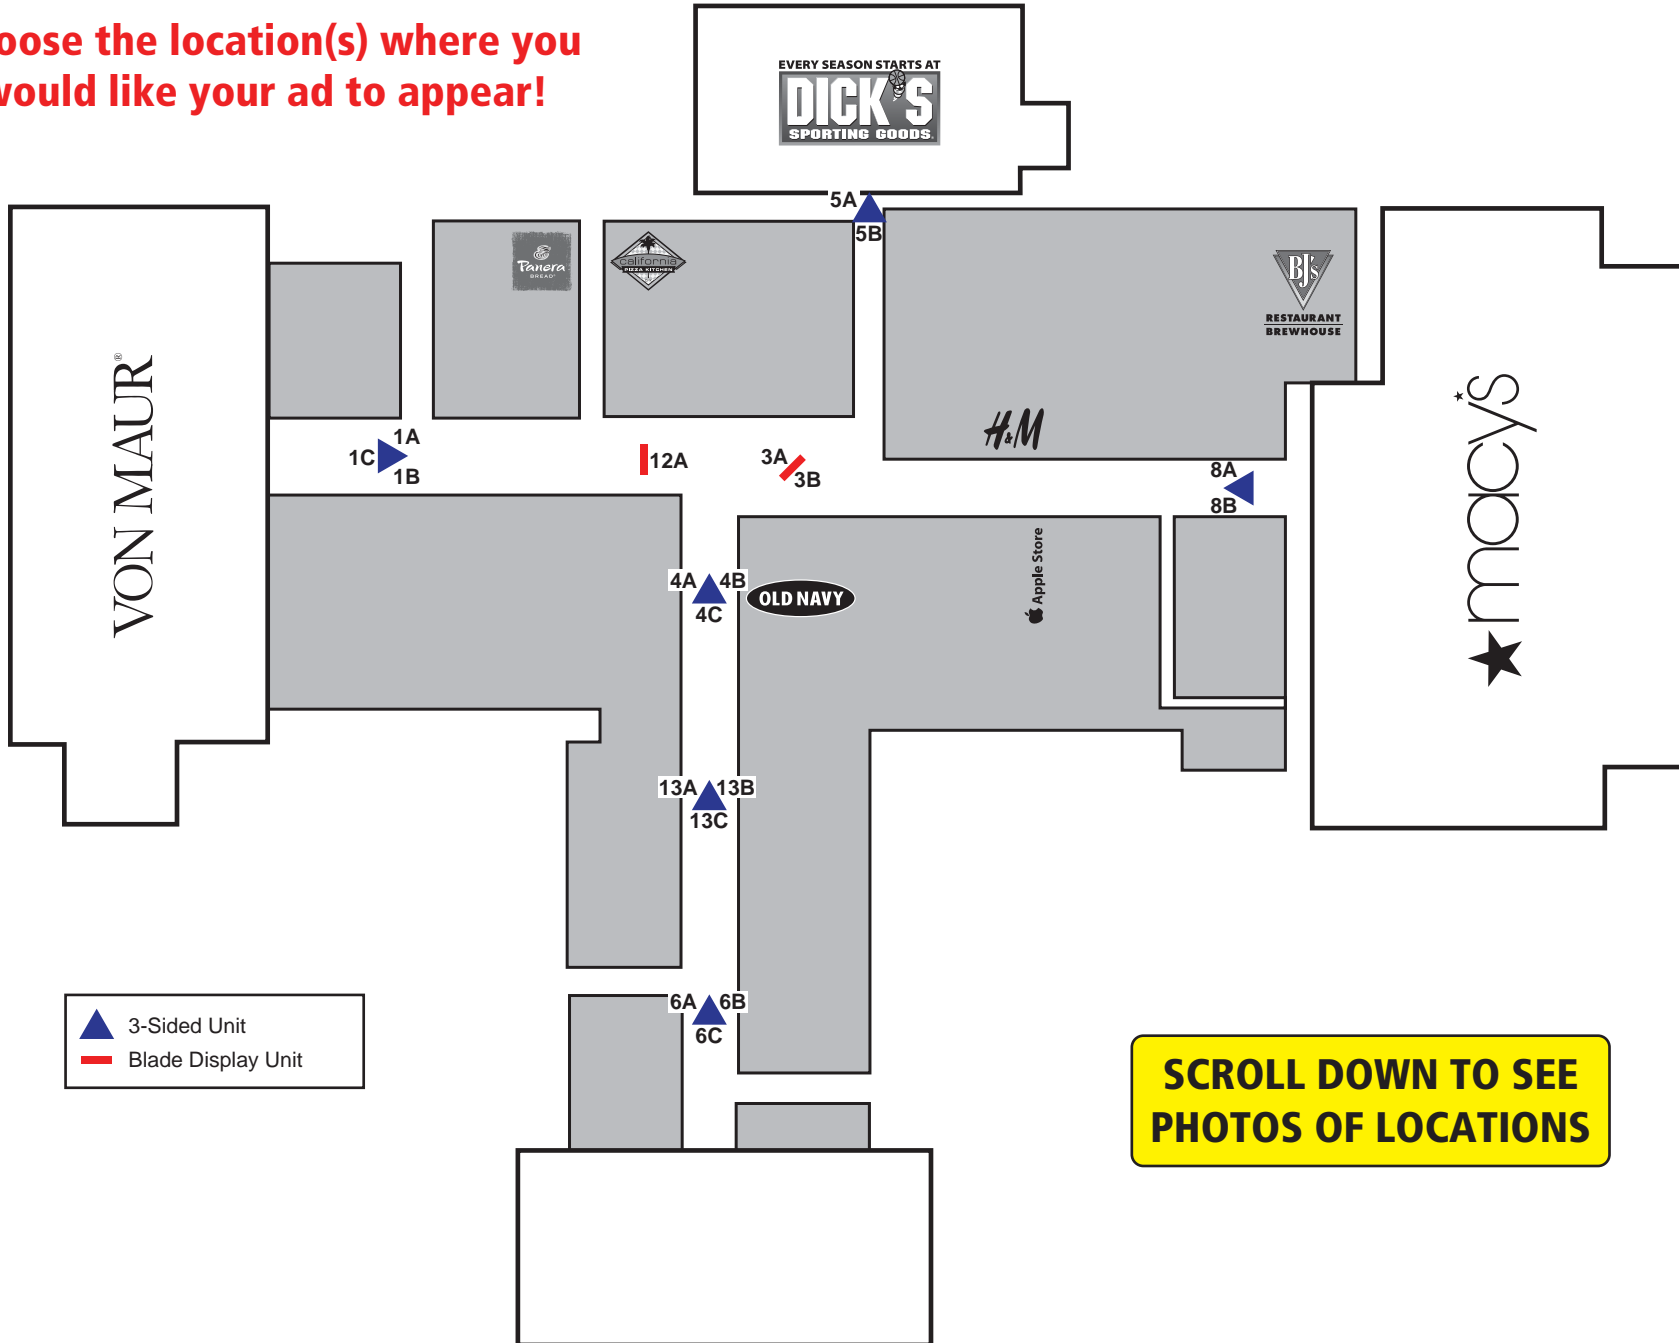 oose the location(s) where you
would like your ad to appear!
EVERY SEASON STARTS AT
DICK'S
SPORTING GOODS
5A
5B
Panera
BREAD
california
PIZZA KITCHEN
BJ's
RESTAURANT
BREWHOUSE
VON MAUR®
H&M
macy's
1A
1C
1B
12A
3A
3B
8A
8B
4A
4B
4C
OLD NAVY
Apple Store
13A
13B
13C
6A
6B
6C
3-Sided Unit
Blade Display Unit
SCROLL DOWN TO SEE
PHOTOS OF LOCATIONS